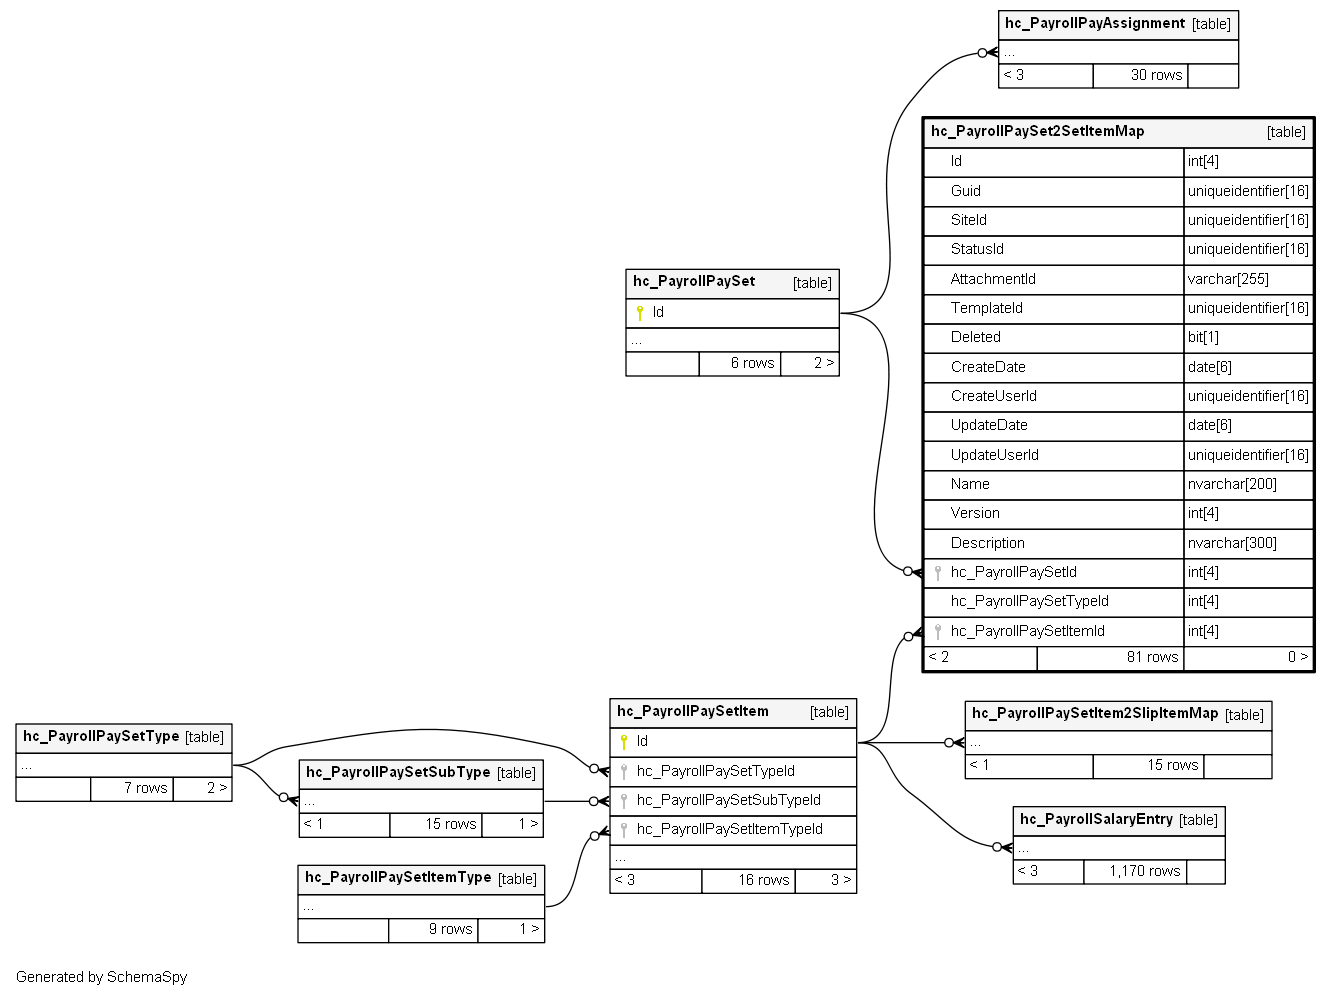 hc_PayrollPayAssignment [table]
...
< 3 30 rows
hc_PayrollPaySet2SetItemMap [table]
Id int[4]
Guid uniqueidentifier[16]
SiteId uniqueidentifier[16]
StatusId uniqueidentifier[16]
AttachmentId varchar[255]
TemplateId uniqueidentifier[16]
Deleted bit[1]
CreateDate date[6]
CreateUserId uniqueidentifier[16]
UpdateDate date[6]
UpdateUserId uniqueidentifier[16]
Name nvarchar[200]
Version int[4]
Description nvarchar[300]
hc_PayrollPaySetId int[4]
hc_PayrollPaySetTypeId int[4]
hc_PayrollPaySetItemId int[4]
< 2 81 rows 0 >
hc_PayrollPaySet [table]
Id
...
6 rows 2 >
hc_PayrollPaySetItem [table]
Id
hc_PayrollPaySetTypeId
hc_PayrollPaySetSubTypeId
hc_PayrollPaySetItemTypeId
...
< 3 16 rows 3 >
hc_PayrollPaySetItem2SlipItemMap [table]
...
< 1 15 rows
hc_PayrollSalaryEntry [table]
...
< 3 1,170 rows
hc_PayrollPaySetType [table]
...
7 rows 2 >
hc_PayrollPaySetSubType [table]
...
< 1 15 rows 1 >
hc_PayrollPaySetItemType [table]
...
9 rows 1 >
Generated by SchemaSpy